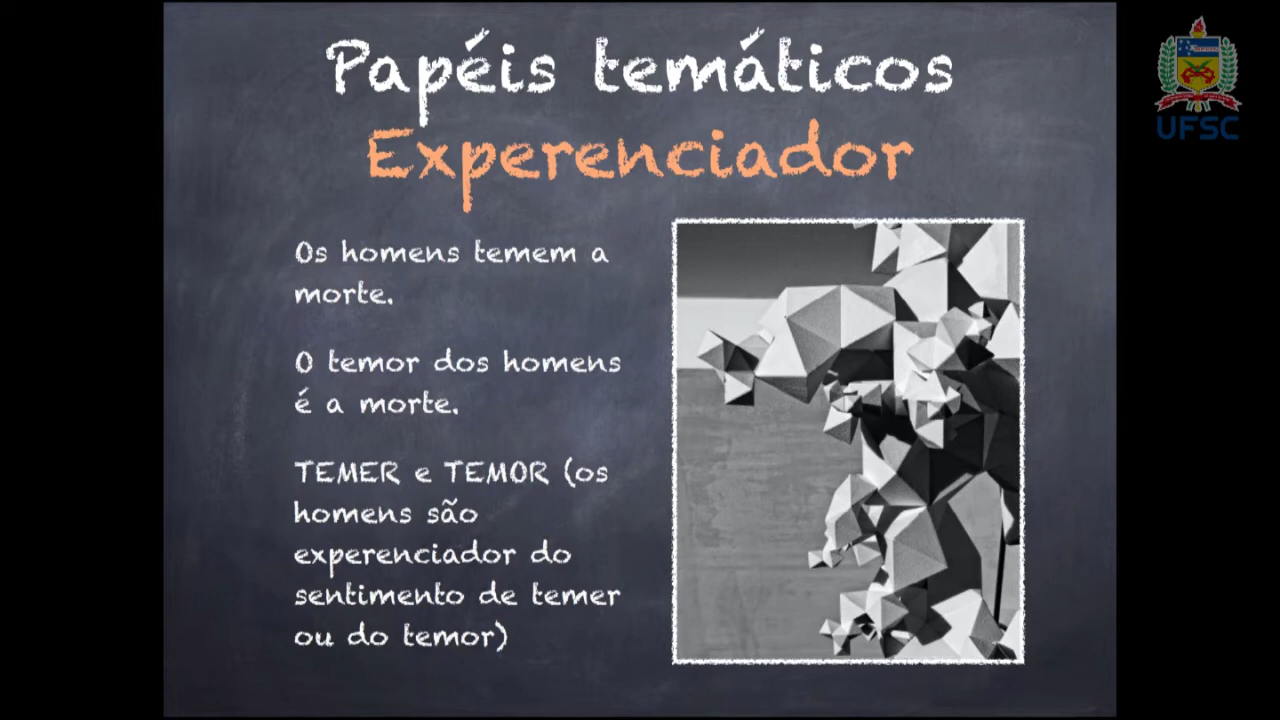 Papéis temáticos
Experenciador
Os homens temem a
morte.
O temor dos homens
é a morte.
TEMER e TEMOR (os
homens são
experenciador do
sentimento de temer
ou do temor)
UFSC